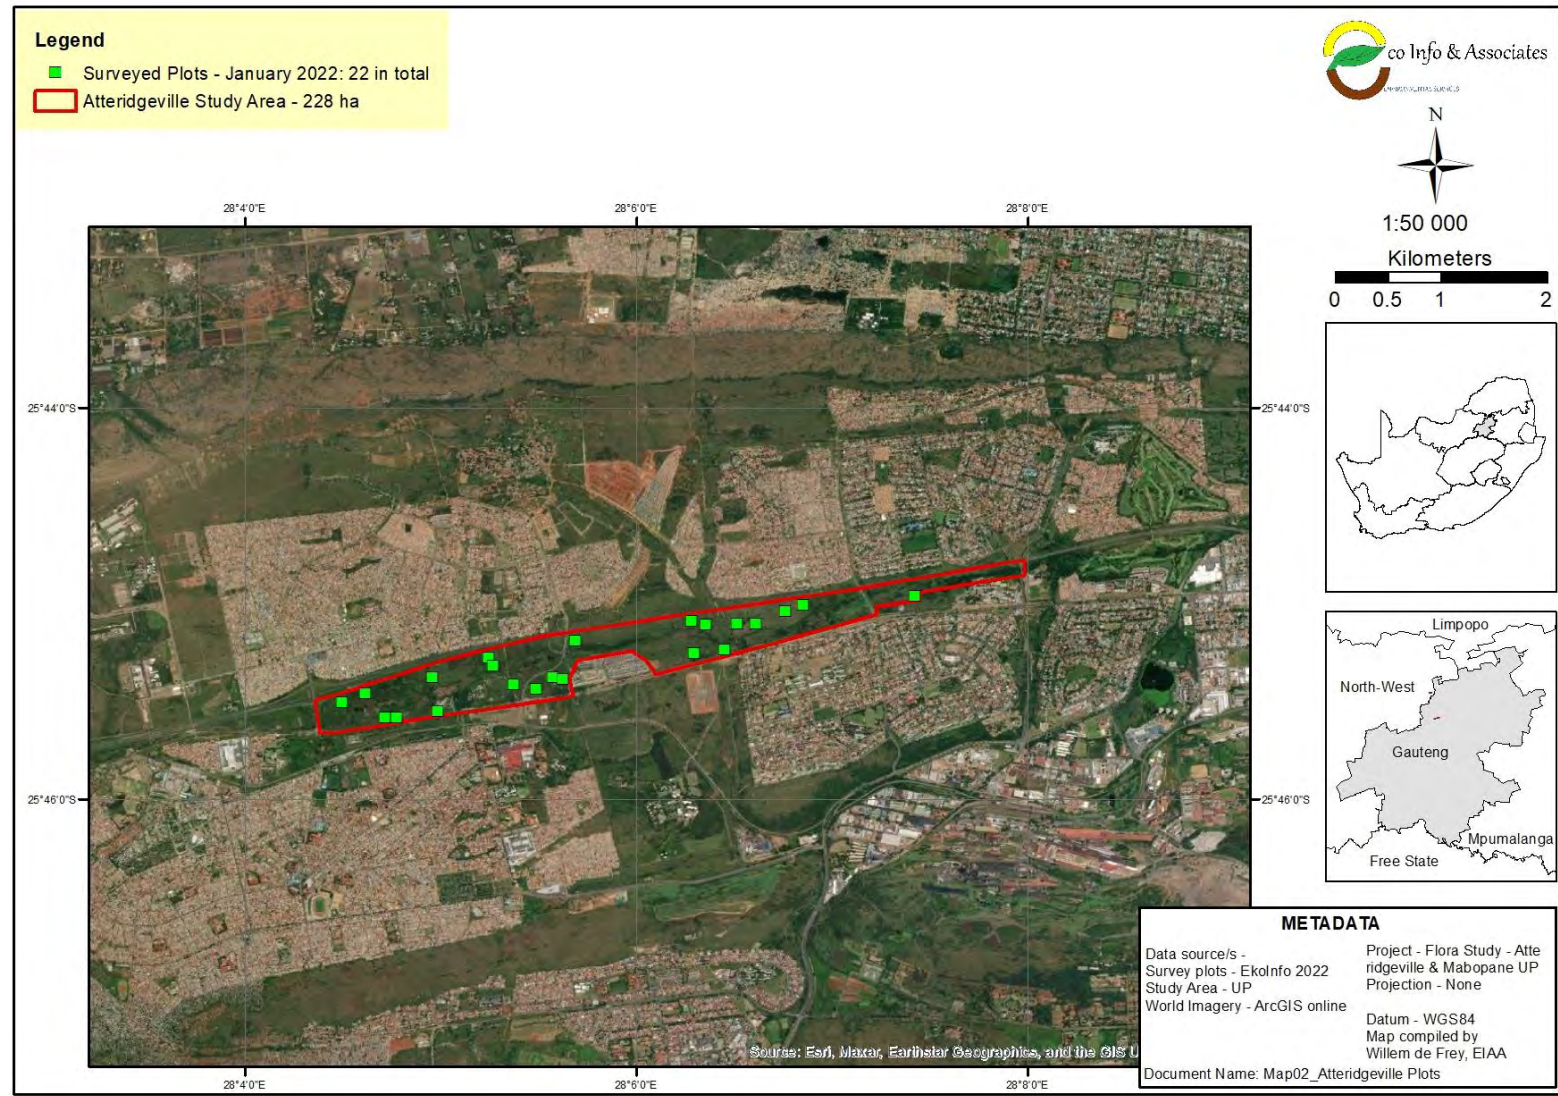 Legend
Surveyed Plots - January 2022: 22 in total
Atteridgeville Study Area - 228 ha
co Info & Associates
N
1:50 000
Kilometers
0 0.5 1 2
28°4'0"E 28°6'0"E 28°8'0"E
25°44'0"S 25°44'0"S
25°46'0"S 25°46'0"S
28°4'0"E 28°6'0"E 28°8'0"E
Source: Esri, Maxar, Earthstar Geographics, and the GIS U
Limpopo
North-West
Gauteng
Mpumalanga
Free State
METADATA
Data source/s -
Survey plots - EkoInfo 2022
Study Area - UP
World Imagery - ArcGIS online
Project - Flora Study - Atte
ridgeville & Mabopane UP
Projection - None
Datum - WGS84
Map compiled by
Willem de Frey, EIAA
Document Name: Map02_Atteridgeville Plots